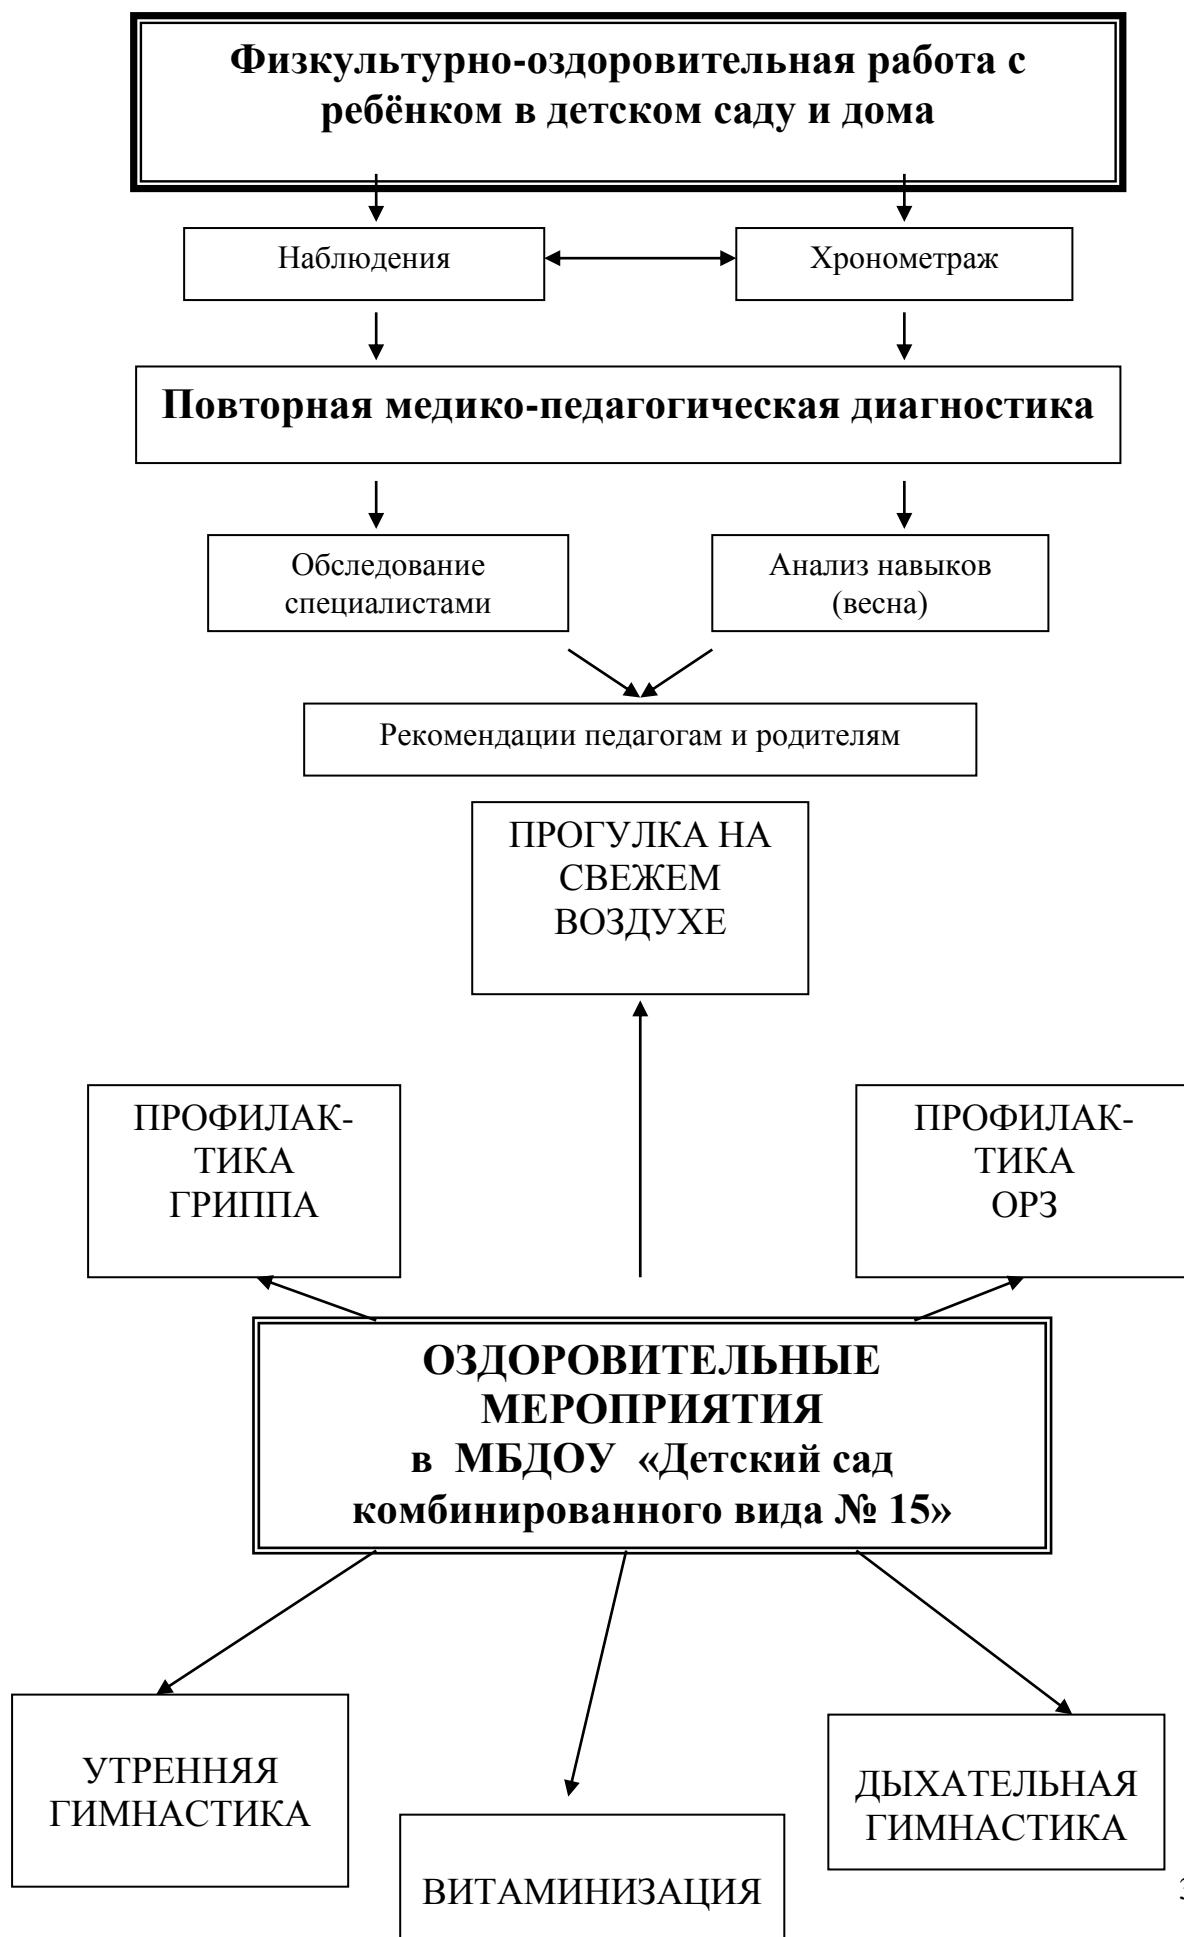 Физкультурно-оздоровительная работа с
ребёнком в детском саду и дома
Наблюдения
Хронометраж
Повторная медико-педагогическая диагностика
Обследование
специалистами
Анализ навыков
(весна)
Рекомендации педагогам и родителям
ПРОГУЛКА НА
СВЕЖЕМ
ВОЗДУХЕ
ПРОФИЛАК-
ТИКА
ГРИППА
ПРОФИЛАК-
ТИКА
ОРЗ
ОЗДОРОВИТЕЛЬНЫЕ
МЕРОПРИЯТИЯ
в МБДОУ «Детский сад
комбинированного вида № 15»
УТРЕННЯЯ
ГИМНАСТИКА
ВИТАМИНИЗАЦИЯ
ДЫХАТЕЛЬНАЯ
ГИМНАСТИКА